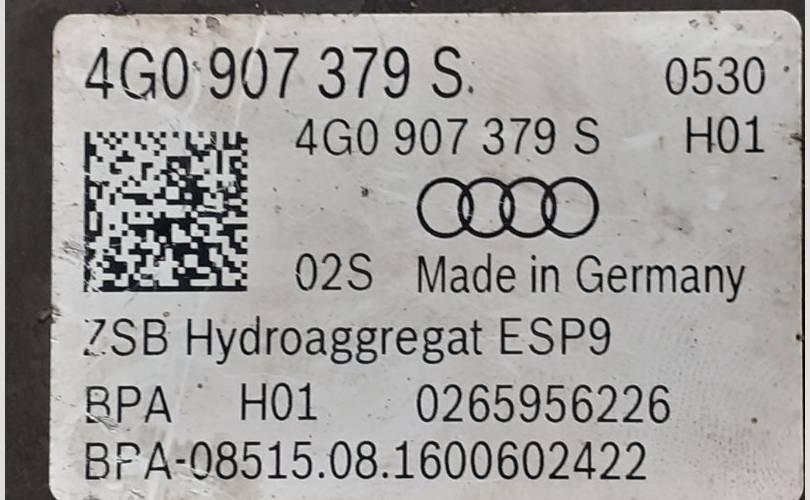 4G0 907 379 S. 0530
4G0 907 379 S H01
02S Made in Germany
ZSB Hydroaggregat ESP9
BPA H01 0265956226
BPA-08515.08.1600602422